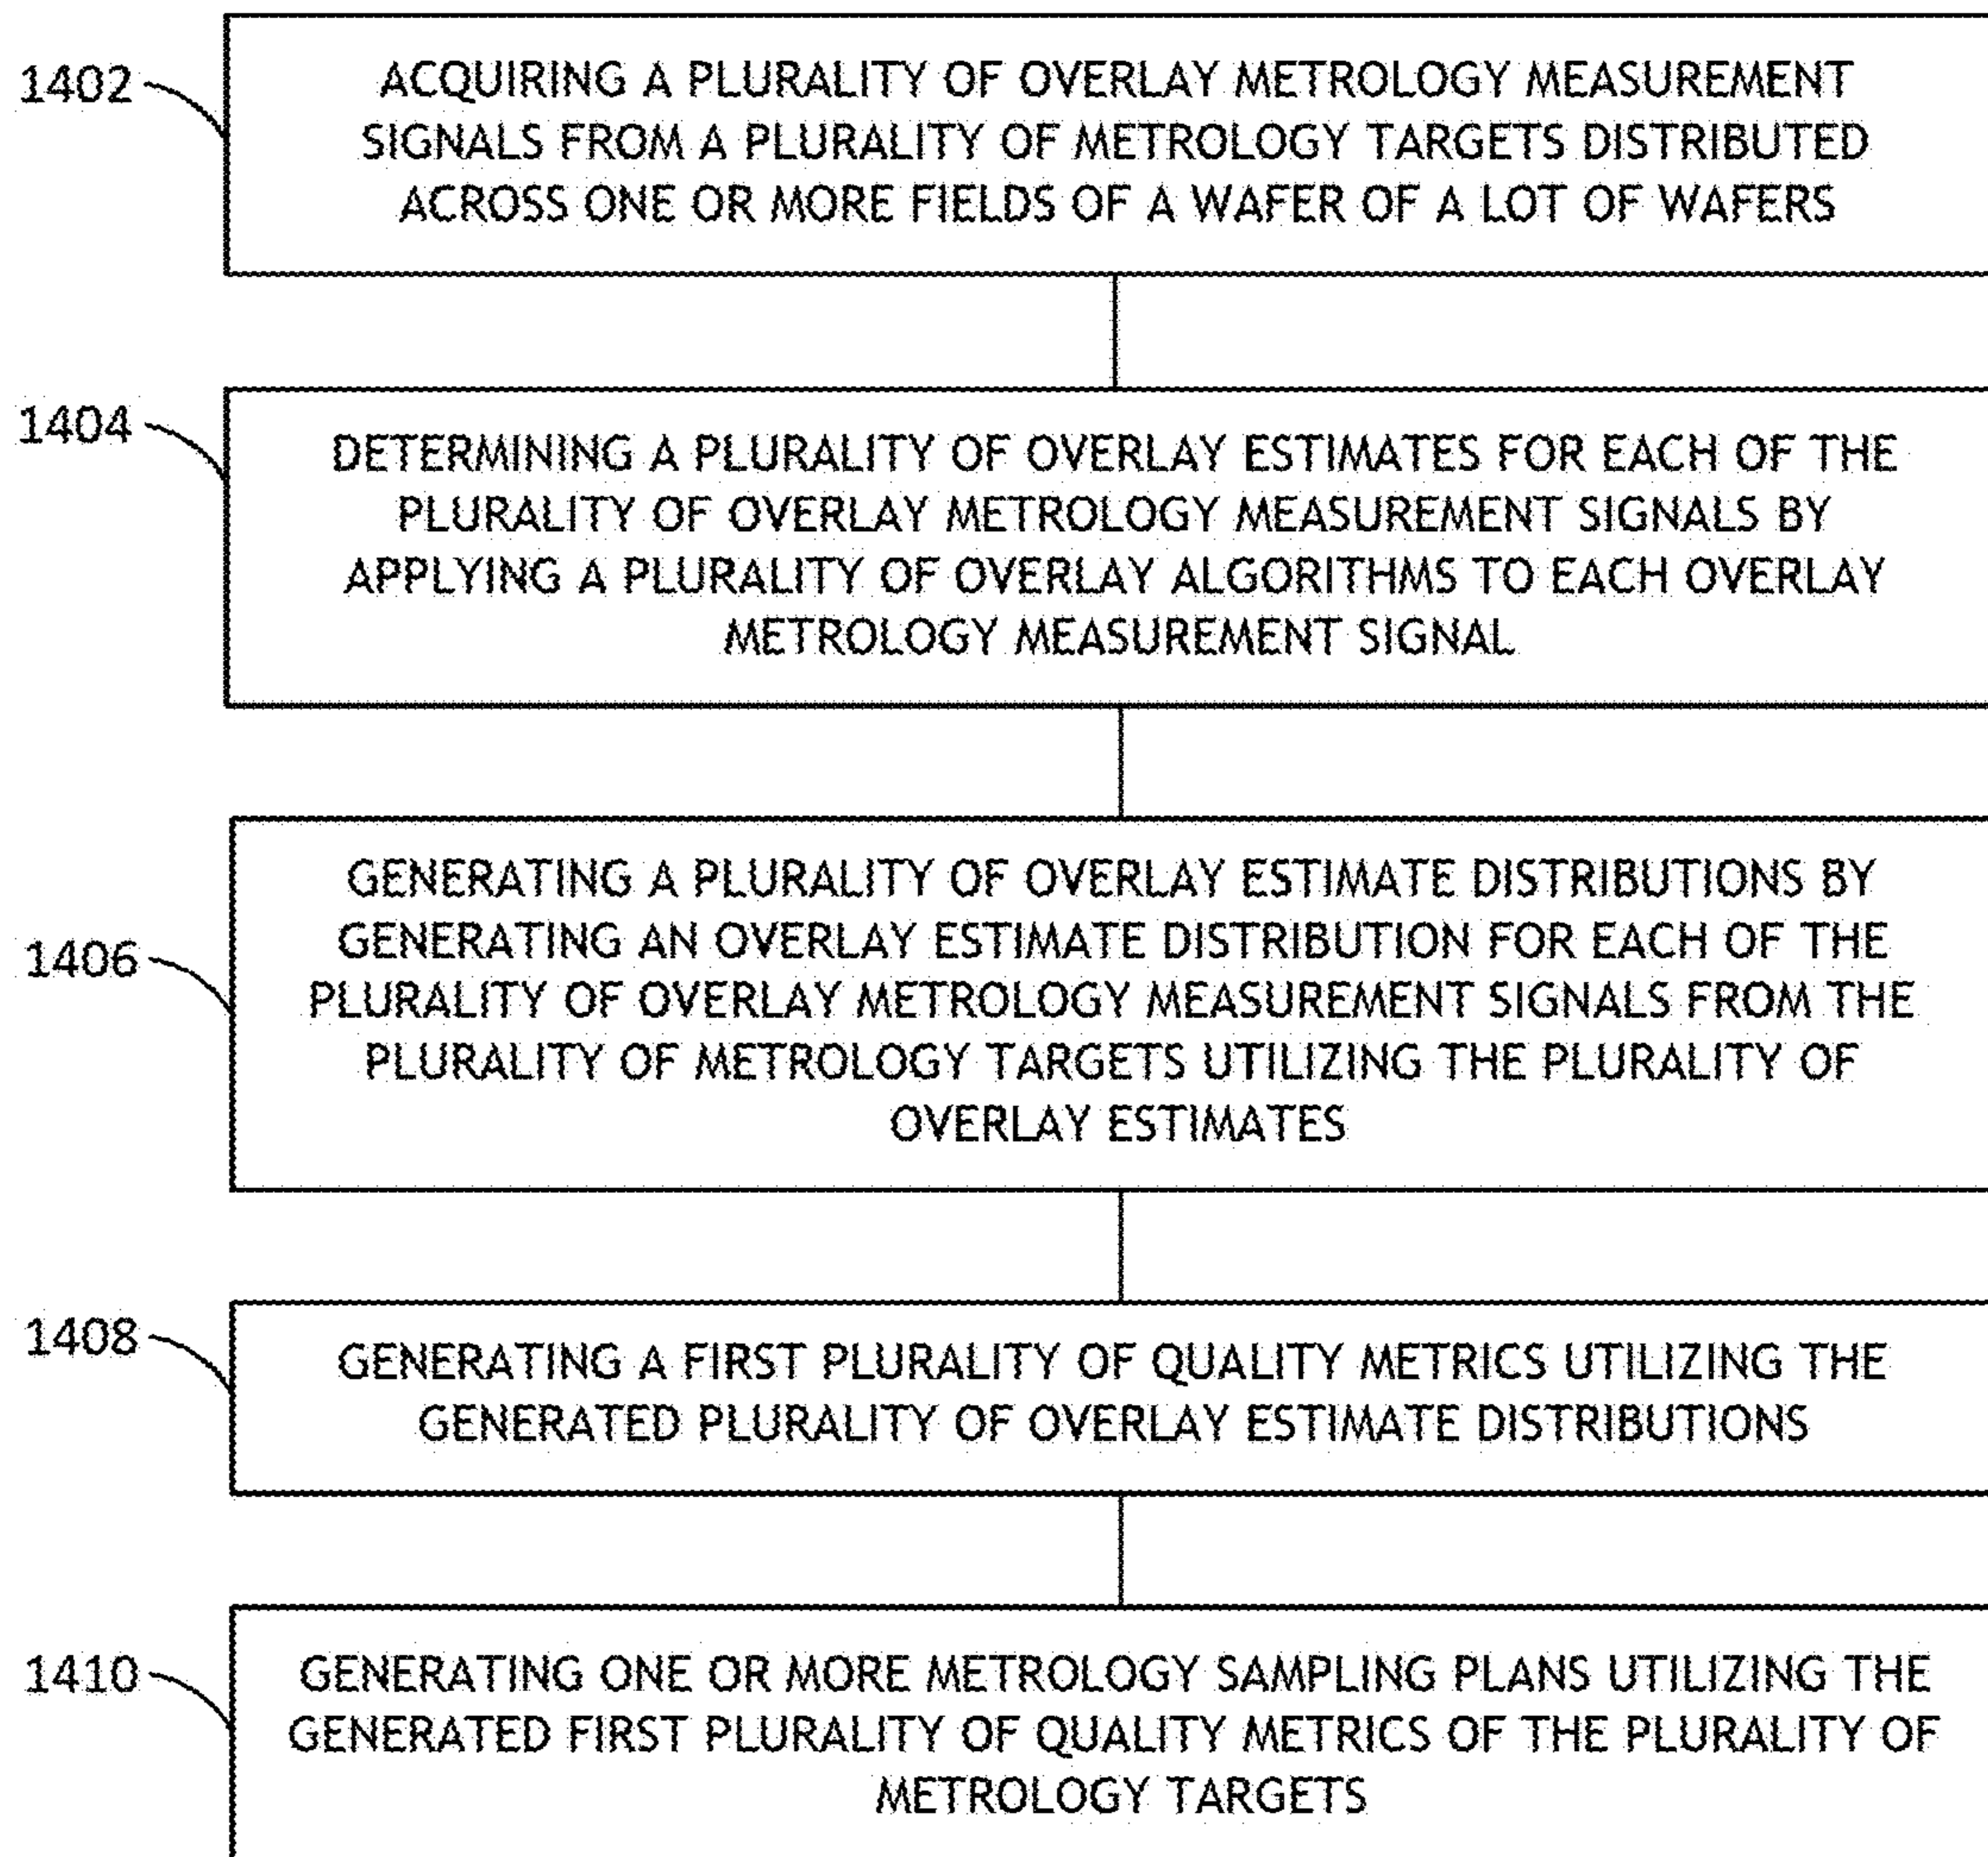 1402
ACQUIRING A PLURALITY OF OVERLAY METROLOGY MEASUREMENT
SIGNALS FROM A PLURALITY OF METROLOGY TARGETS DISTRIBUTED
ACROSS ONE OR MORE FIELDS OF A WAFER OF A LOT OF WAFERS
1404
DETERMINING A PLURALITY OF OVERLAY ESTIMATES FOR EACH OF THE
PLURALITY OF OVERLAY METROLOGY MEASUREMENT SIGNALS BY
APPLYING A PLURALITY OF OVERLAY ALGORITHMS TO EACH OVERLAY
METROLOGY MEASUREMENT SIGNAL
1406
GENERATING A PLURALITY OF OVERLAY ESTIMATE DISTRIBUTIONS BY
GENERATING AN OVERLAY ESTIMATE DISTRIBUTION FOR EACH OF THE
PLURALITY OF OVERLAY METROLOGY MEASUREMENT SIGNALS FROM THE
PLURALITY OF METROLOGY TARGETS UTILIZING THE PLURALITY OF
OVERLAY ESTIMATES
1408
GENERATING A FIRST PLURALITY OF QUALITY METRICS UTILIZING THE
GENERATED PLURALITY OF OVERLAY ESTIMATE DISTRIBUTIONS
1410
GENERATING ONE OR MORE METROLOGY SAMPLING PLANS UTILIZING THE
GENERATED FIRST PLURALITY OF QUALITY METRICS OF THE PLURALITY OF
METROLOGY TARGETS